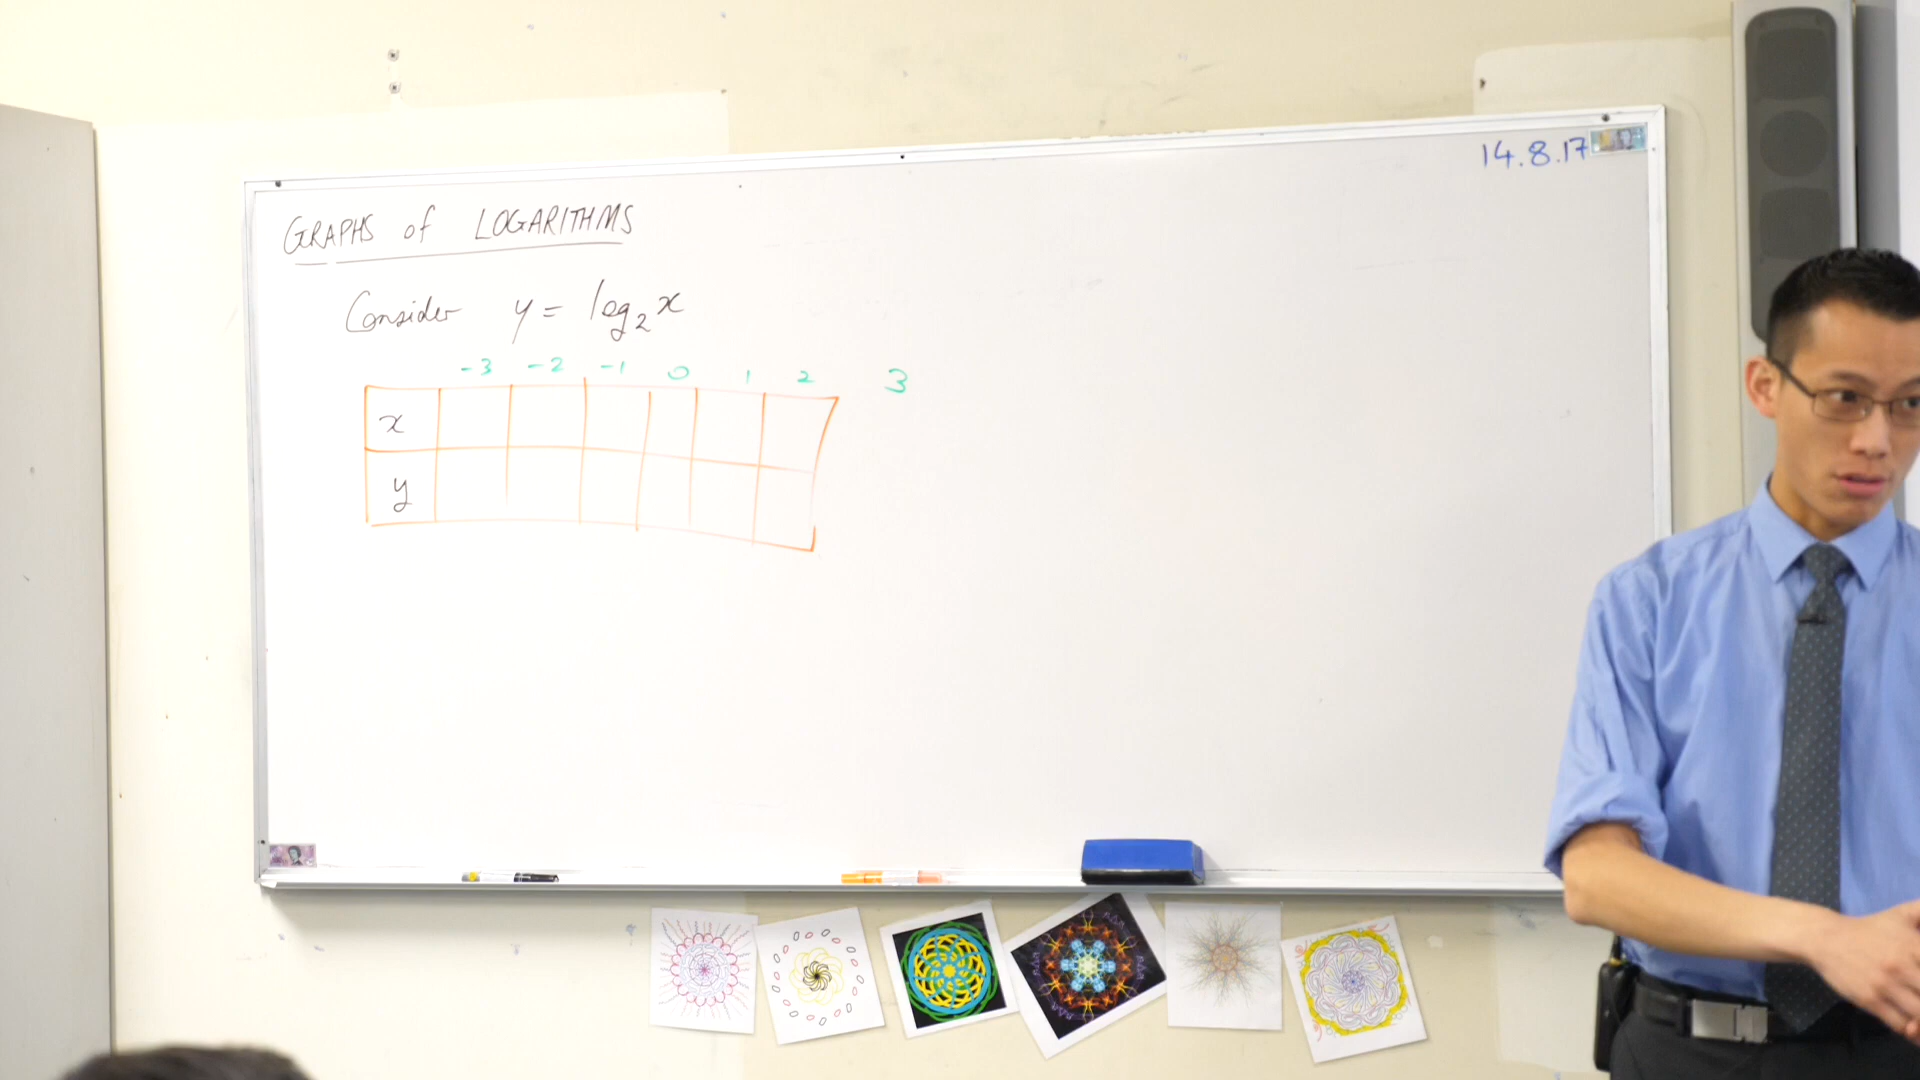 14.8.17
GRAPHS of LOGARITHMS
Consider y = log₂x
-3 -2 -1 0 1 2 3
x
y